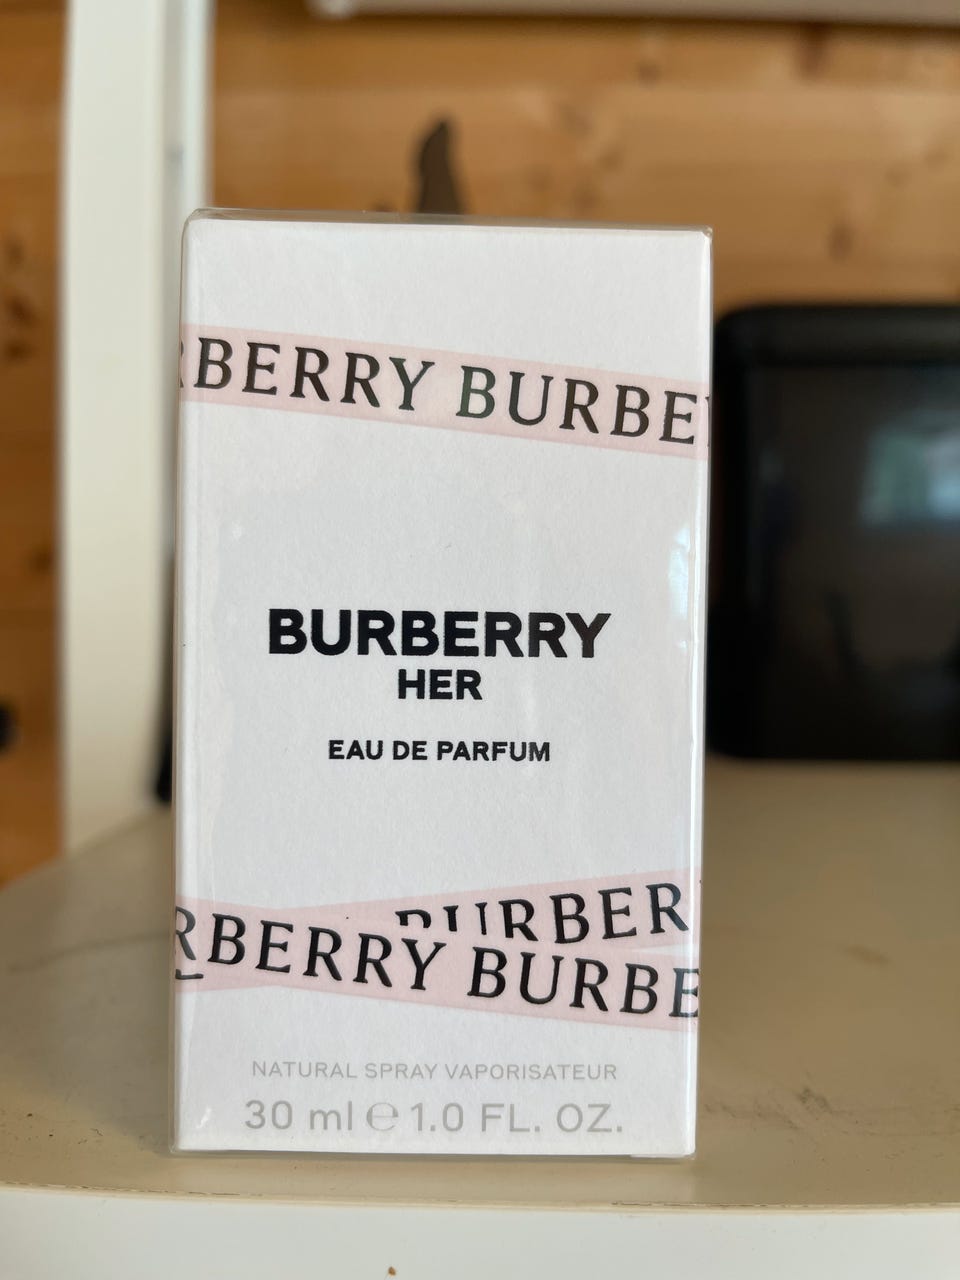 RBERRY BURBE
BURBERRY
HER
EAU DE PARFUM
BURBER
RBERRY BURBE
NATURAL SPRAY VAPORISATEUR
30 ml ℮ 1.0 FL. OZ.